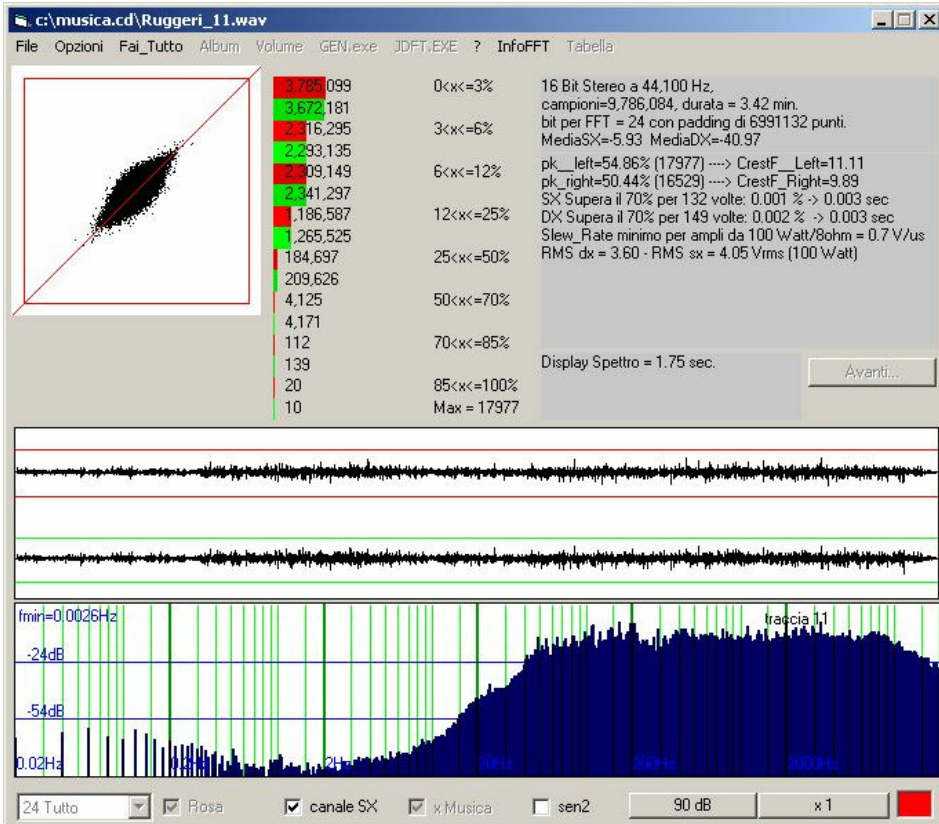 c:\musica.cd\Ruggeri_11.wav
File Opzioni Fai_Tutto Album Volume GEN.exe JDFT.EXE ? InfoFFT Tabella
3,785,099 0<x<=3%
3,672,181
2,316,295 3<x<=6%
2,293,135
2,309,149 6<x<=12%
2,341,297
1,186,587 12<x<=25%
1,265,525
184,697 25<x<=50%
209,626
4,125 50<x<=70%
4,171
112 70<x<=85%
139
20 85<x<=100%
10 Max = 17977
16 Bit Stereo a 44,100 Hz,
campioni=9,786,084, durata = 3.42 min.
bit per FFT = 24 con padding di 6991132 punti.
MediaSX=-5.93 MediaDX=-40.97
pk__left=54.86% (17977) ----> CrestF__Left=11.11
pk_right=50.44% (16529) ----> CrestF_Right=9.89
SX Supera il 70% per 132 volte: 0.001 % -> 0.003 sec
DX Supera il 70% per 149 volte: 0.002 % -> 0.003 sec
Slew_Rate minimo per ampli da 100 Watt/8ohm = 0.7 V/us
RMS dx = 3.60 - RMS sx = 4.05 Vrms (100 Watt)
Display Spettro = 1.75 sec.
Avanti...
fmin=0.0026Hz
traccia 11
-24dB
-54dB
0.02Hz 0.2Hz 2Hz 20Hz 200Hz 2000Hz
24 Tutto Rosa canale SX x Musica sen2 90 dB x 1